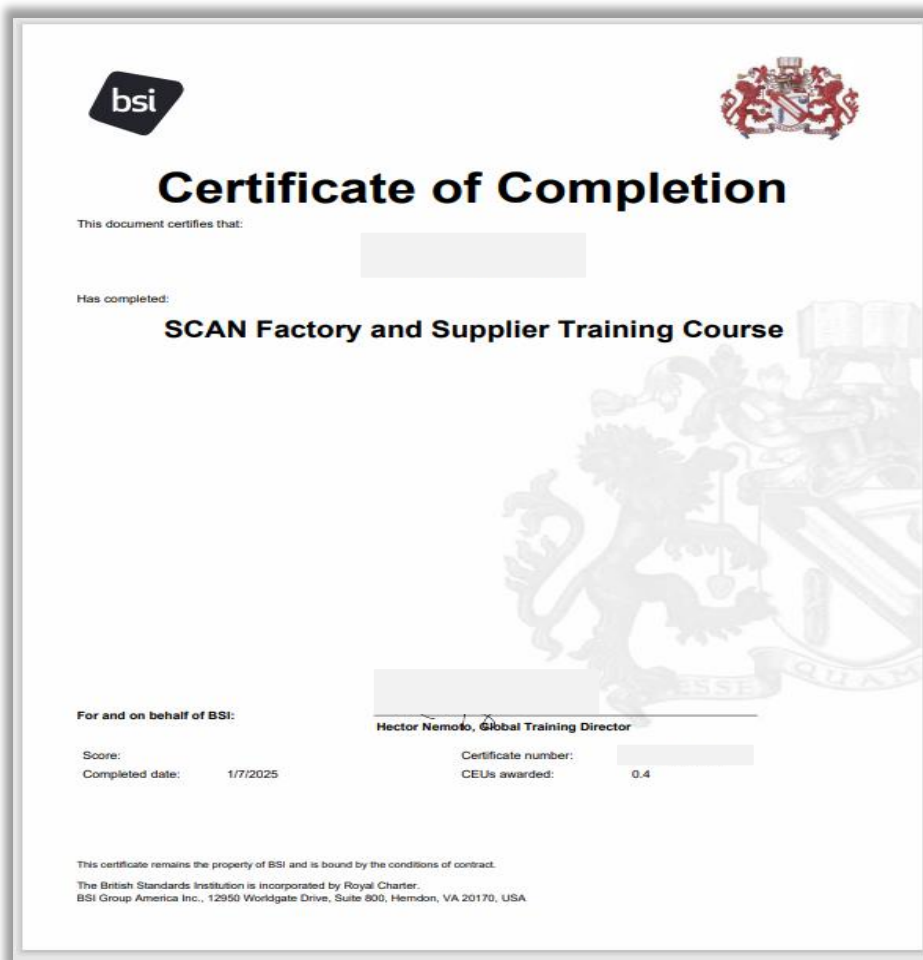 bsi
Certificate of Completion
This document certifies that:
Has completed:
SCAN Factory and Supplier Training Course
ESSE QUAM
For and on behalf of BSI:
Hector Nemoto, Global Training Director
Score: Certificate number:
Completed date: 1/7/2025 CEUs awarded: 0.4
This certificate remains the property of BSI and is bound by the conditions of contract.
The British Standards Institution is incorporated by Royal Charter.
BSI Group America Inc., 12950 Worldgate Drive, Suite 800, Herndon, VA 20170, USA